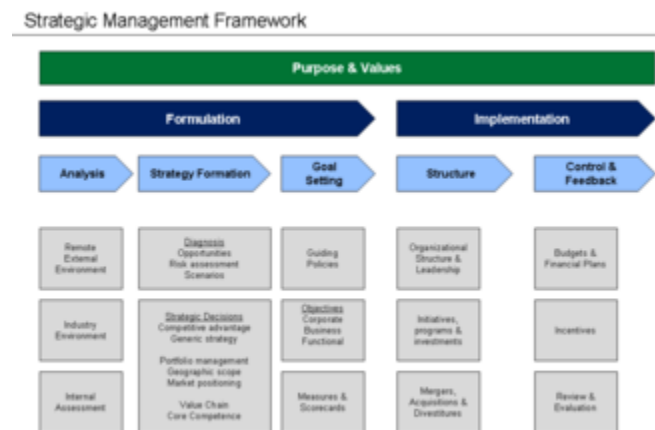 Strategic Management Framework
Purpose & Values
Formulation
Implementation
Analysis
Strategy Formation
Goal
Setting
Structure
Control &
Feedback
Remote
External
Environment
Diagnosis
Opportunities
Risk assessment
Scenarios
Guiding
Policies
Organizational
Structure &
Leadership
Budgets &
Financial Plans
Industry
Environment
Strategic Decisions
Competitive advantage
Generic strategy
Portfolio management
Geographic scope
Market positioning
Value Chain
Core Competence
Objectives
Corporate
Business
Functional
Initiatives,
programs &
investments
Incentives
Internal
Assessment
Measures &
Scorecards
Mergers,
Acquisitions &
Divestitures
Review &
Evaluation